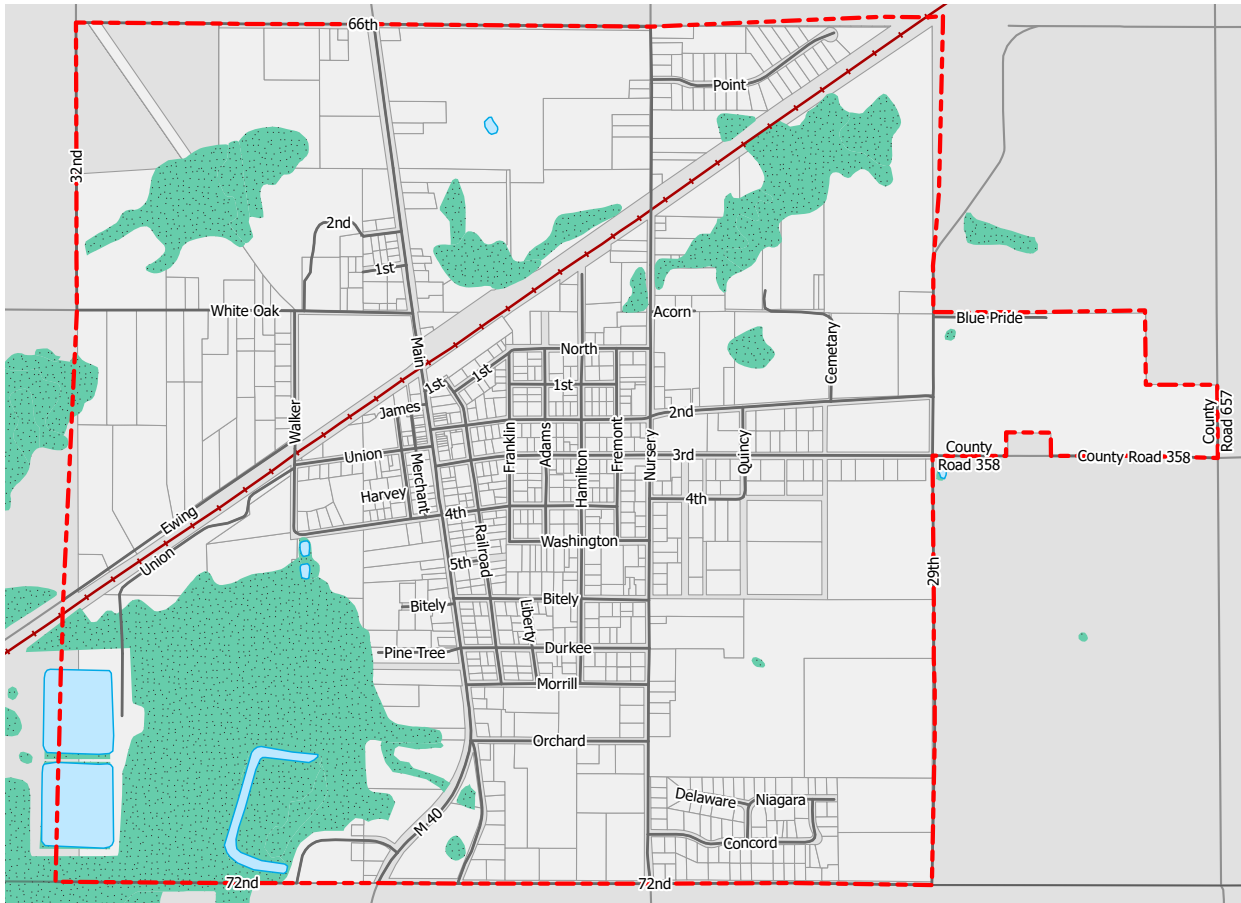 66th
Point
32nd
2nd
1st
White Oak
Acorn
Blue Pride
Main
North
Cemetary
1st
1st
1st
James
2nd
County
Road 657
Walker
Franklin
Adams
Hamilton
Fremont
Nursery
Quincy
Union
Merchant
3rd
County
Road 358
County Road 358
Harvey
4th
4th
Ewing
Union
Railroad
Washington
5th
29th
Bitely
Bitely
Liberty
Pine Tree
Durkee
Morrill
Orchard
Delaware
Niagara
M 40
Concord
72nd
72nd